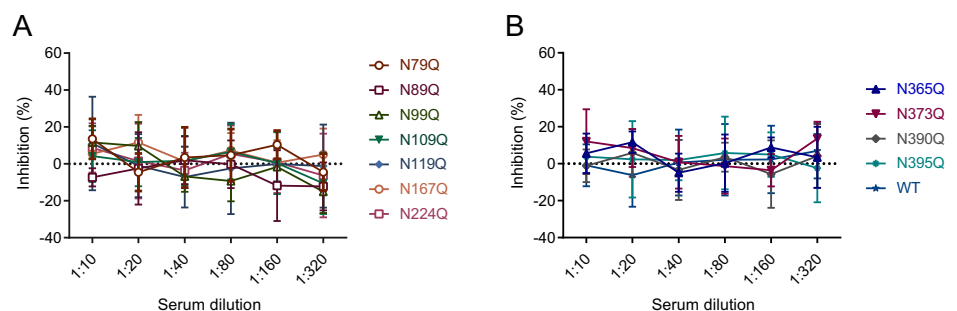 A
Inhibition (%)
60
40
20
0
-20
-40
1:10
1:20
1:40
1:80
1:160
1:320
Serum dilution
N79Q
N89Q
N99Q
N109Q
N119Q
N167Q
N224Q
B
Inhibition (%)
60
40
20
0
-20
-40
1:10
1:20
1:40
1:80
1:160
1:320
Serum dilution
N365Q
N373Q
N390Q
N395Q
WT